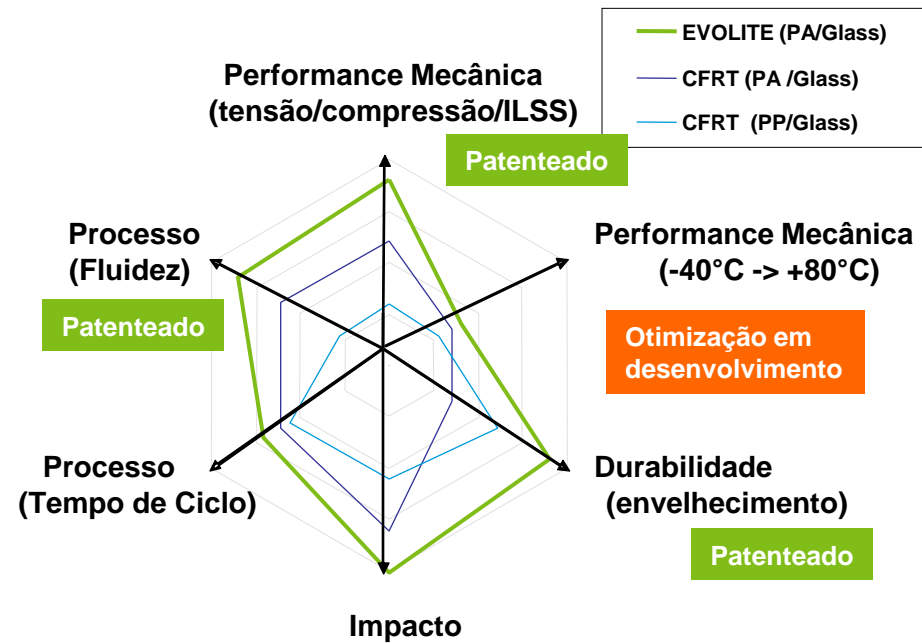 EVOLITE (PA/Glass)
CFRT (PA /Glass)
CFRT (PP/Glass)
Performance Mecânica
(tensão/compressão/ILSS)
Patenteado
Processo
(Fluidez)
Patenteado
Performance Mecânica
(-40°C -> +80°C)
Otimização em
desenvolvimento
Processo
(Tempo de Ciclo)
Durabilidade
(envelhecimento)
Patenteado
Impacto